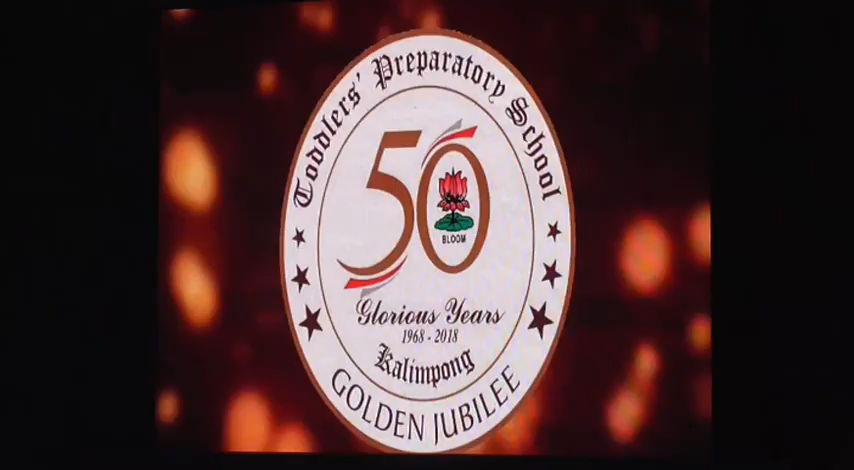 Toddlers' Preparatory School
50
BLOOM
Glorious Years
1968 - 2018
Kalimpong
GOLDEN JUBILEE